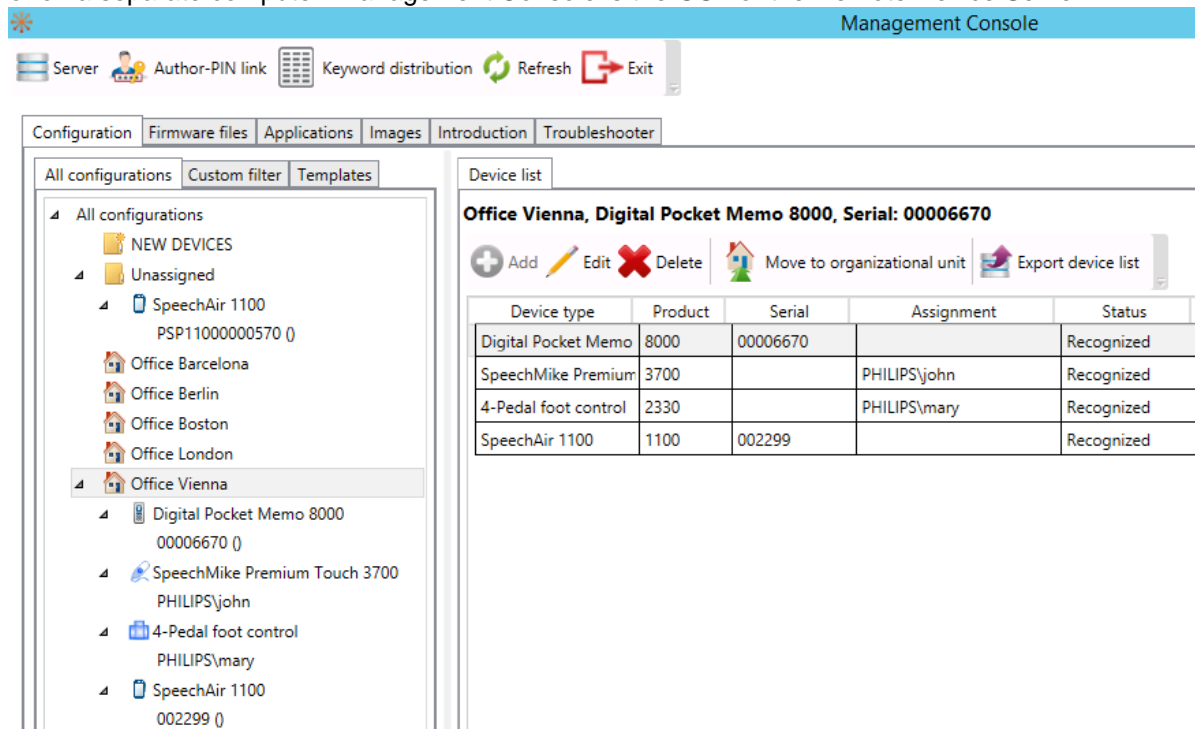 Management Console
Server Author-PIN link Keyword distribution Refresh Exit
Configuration Firmware files Applications Images Introduction Troubleshooter
All configurations Custom filter Templates
All configurations
NEW DEVICES
Unassigned
SpeechAir 1100
PSP11000000570 ()
Office Barcelona
Office Berlin
Office Boston
Office London
Office Vienna
Digital Pocket Memo 8000
00006670 ()
SpeechMike Premium Touch 3700
PHILIPS\john
4-Pedal foot control
PHILIPS\mary
SpeechAir 1100
002299 ()
Device list
Office Vienna, Digital Pocket Memo 8000, Serial: 00006670
Add Edit Delete Move to organizational unit Export device list
Device type Product Serial Assignment Status
Digital Pocket Memo 8000 00006670 Recognized
SpeechMike Premium 3700 PHILIPS\john Recognized
4-Pedal foot control 2330 PHILIPS\mary Recognized
SpeechAir 1100 1100 002299 Recognized